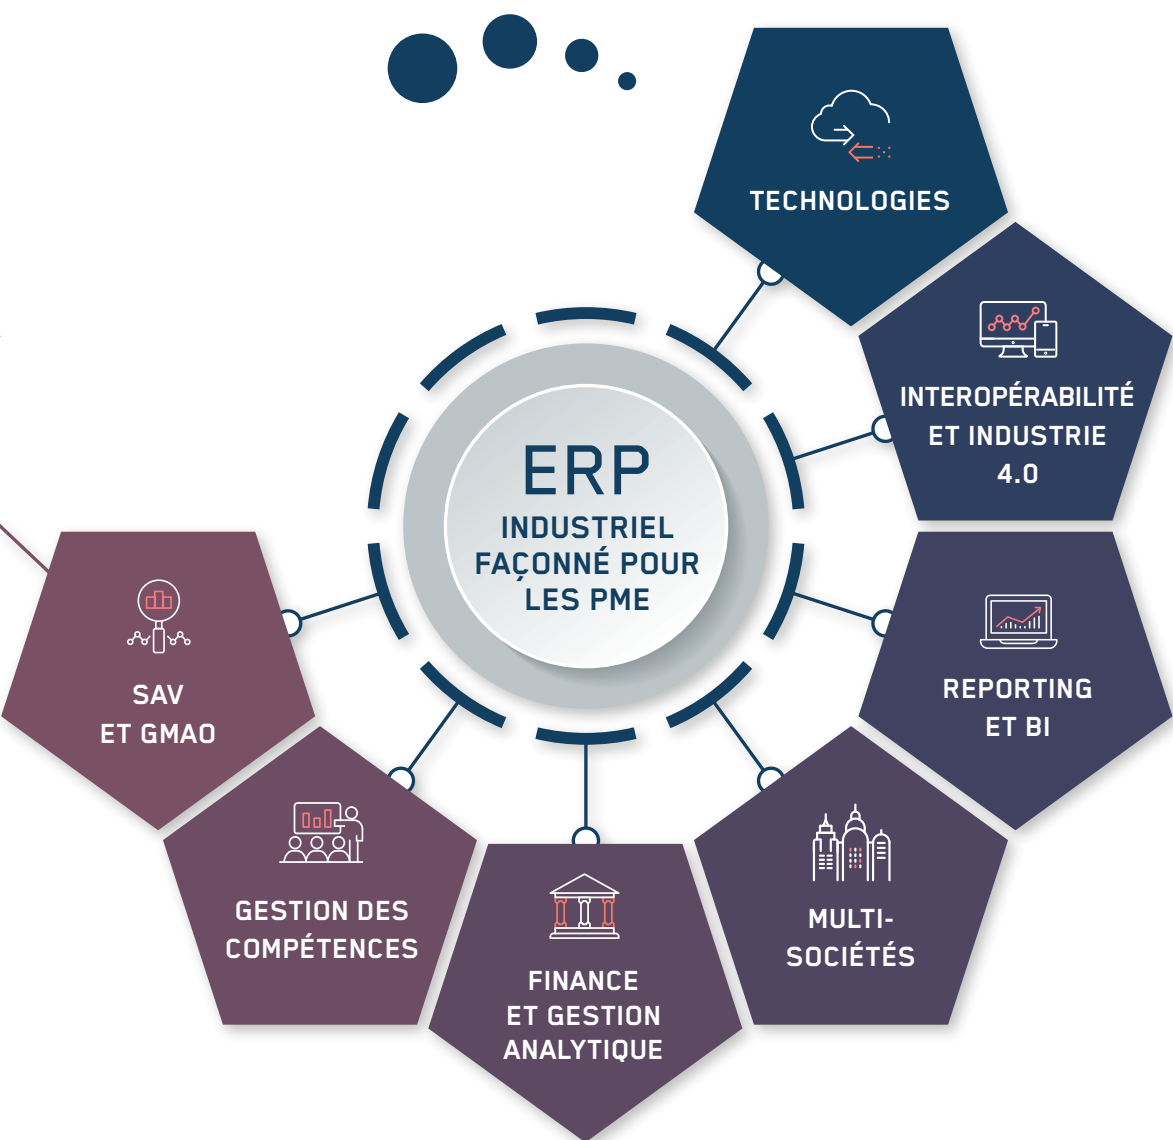 TECHNOLOGIES
INTEROPÉRABILITÉ
ET INDUSTRIE
4.0
ERP
INDUSTRIEL
FAÇONNÉ POUR
LES PME
REPORTING
ET BI
SAV
ET GMAO
MULTI-
SOCIÉTÉS
GESTION DES
COMPÉTENCES
FINANCE
ET GESTION
ANALYTIQUE